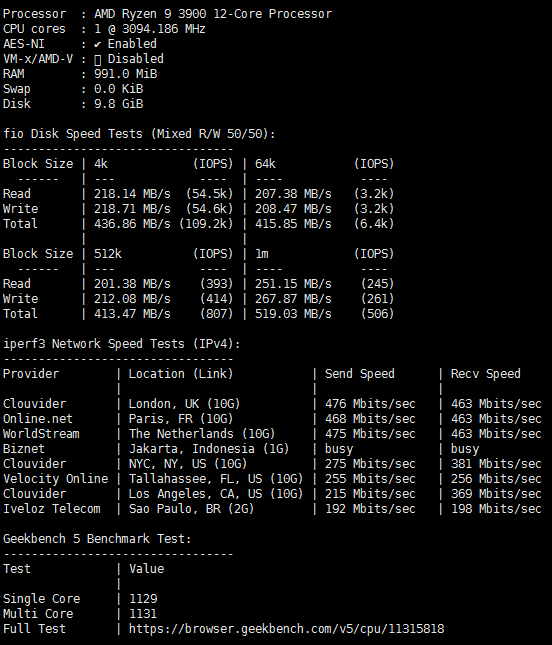 Processor  : AMD Ryzen 9 3900 12-Core Processor
CPU cores  : 1 @ 3094.186 MHz
AES-NI     : ✔ Enabled
VM-x/AMD-V : ▯ Disabled
RAM        : 991.0 MiB
Swap       : 0.0 KiB
Disk       : 9.8 GiB

fio Disk Speed Tests (Mixed R/W 50/50):
---------------------------------
Block Size | 4k            (IOPS) | 64k           (IOPS)
  ------   | ---            ----  | ----           ----
Read       | 218.14 MB/s  (54.5k) | 207.38 MB/s   (3.2k)
Write      | 218.71 MB/s  (54.6k) | 208.47 MB/s   (3.2k)
Total      | 436.86 MB/s (109.2k) | 415.85 MB/s   (6.4k)
           |                      |
Block Size | 512k          (IOPS) | 1m            (IOPS)
  ------   | ---            ----  | ----           ----
Read       | 201.38 MB/s    (393) | 251.15 MB/s    (245)
Write      | 212.08 MB/s    (414) | 267.87 MB/s    (261)
Total      | 413.47 MB/s    (807) | 519.03 MB/s    (506)

iperf3 Network Speed Tests (IPv4):
---------------------------------
Provider        | Location (Link)           | Send Speed      | Recv Speed
                |                           |                 |
Clouvider       | London, UK (10G)          | 476 Mbits/sec   | 463 Mbits/sec
Online.net      | Paris, FR (10G)           | 468 Mbits/sec   | 463 Mbits/sec
WorldStream     | The Netherlands (10G)     | 475 Mbits/sec   | 463 Mbits/sec
Biznet          | Jakarta, Indonesia (1G)   | busy            | busy
Clouvider       | NYC, NY, US (10G)         | 275 Mbits/sec   | 381 Mbits/sec
Velocity Online | Tallahassee, FL, US (10G) | 255 Mbits/sec   | 256 Mbits/sec
Clouvider       | Los Angeles, CA, US (10G) | 215 Mbits/sec   | 369 Mbits/sec
Iveloz Telecom  | Sao Paulo, BR (2G)        | 192 Mbits/sec   | 198 Mbits/sec

Geekbench 5 Benchmark Test:
---------------------------------
Test            | Value
                |
Single Core     | 1129
Multi Core      | 1131
Full Test       | https://browser.geekbench.com/v5/cpu/11315818